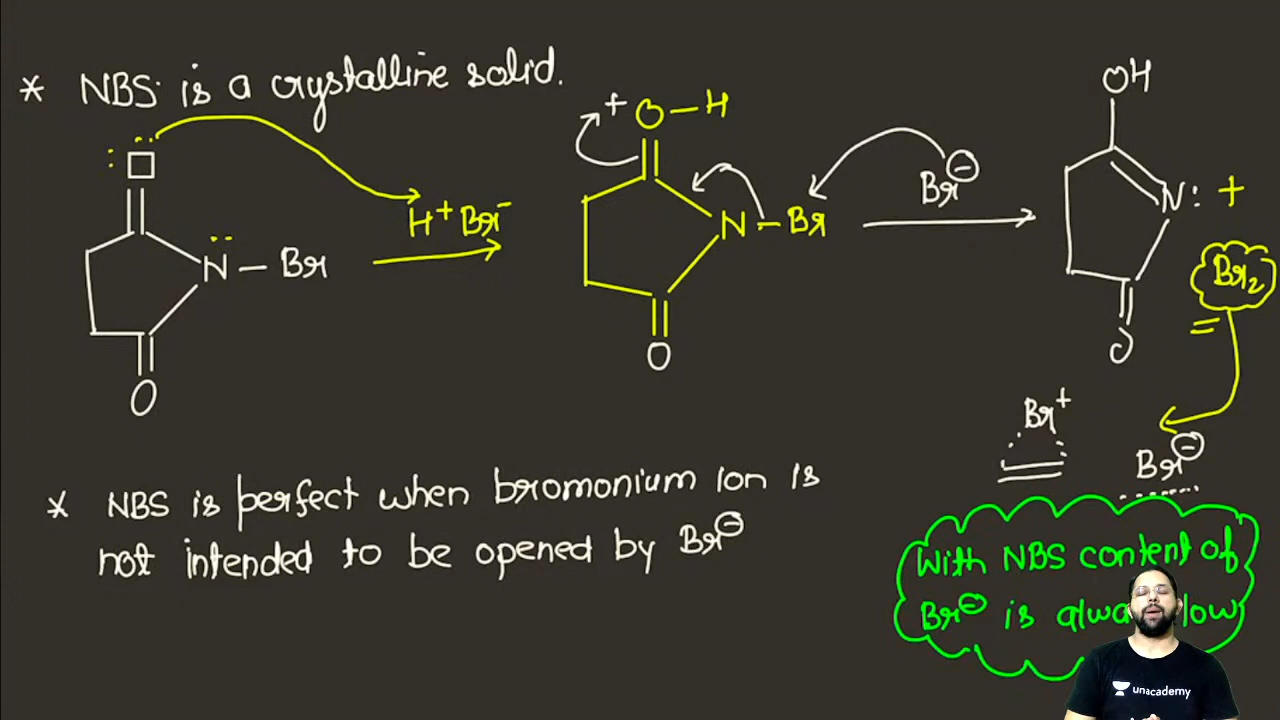 * NBS is a crystalline solid.
+ O-H
OH
H⁺ Br⁻
Br⊖
N - Br
N - Br
N: +
Br₂
O
O
O
Br⁺
Br⊖
* NBS is perfect when bromonium ion is
not intended to be opened by Br⊖
With NBS content of
Br⊖ is low
unacademy